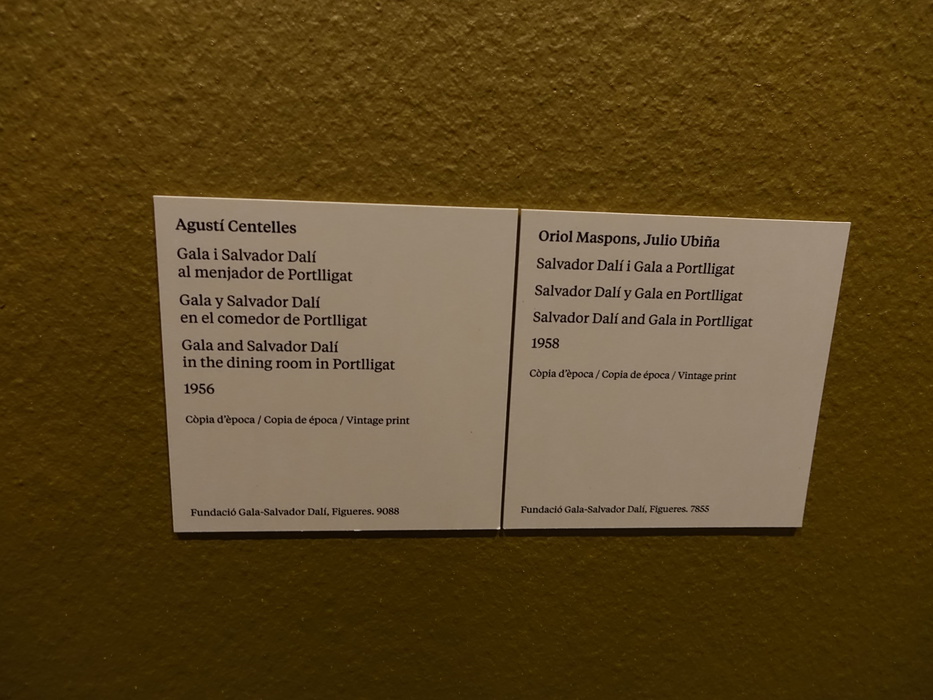 Agustí Centelles
Gala i Salvador Dalí
al menjador de Portlligat
Gala y Salvador Dalí
en el comedor de Portlligat
Gala and Salvador Dalí
in the dining room in Portlligat
1956
Còpia d'època / Copia de época / Vintage print
Fundació Gala-Salvador Dalí, Figueres. 9088
Oriol Maspons, Julio Ubiña
Salvador Dalí i Gala a Portlligat
Salvador Dalí y Gala en Portlligat
Salvador Dalí and Gala in Portlligat
1958
Còpia d'època / Copia de época / Vintage print
Fundació Gala-Salvador Dalí, Figueres. 7855